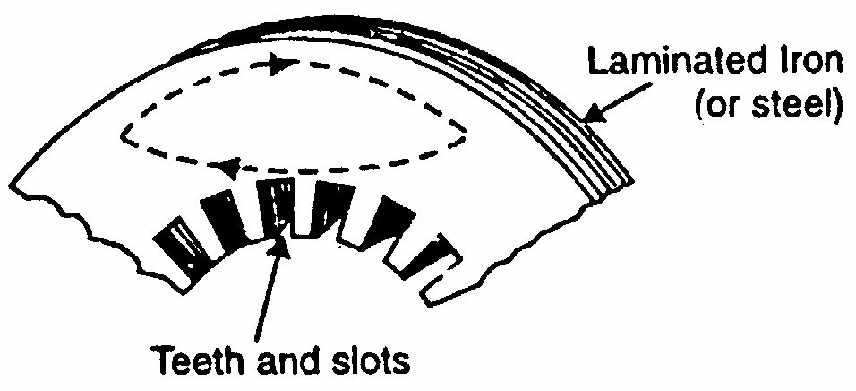 Laminated Iron
(or steel)
Teeth and slots